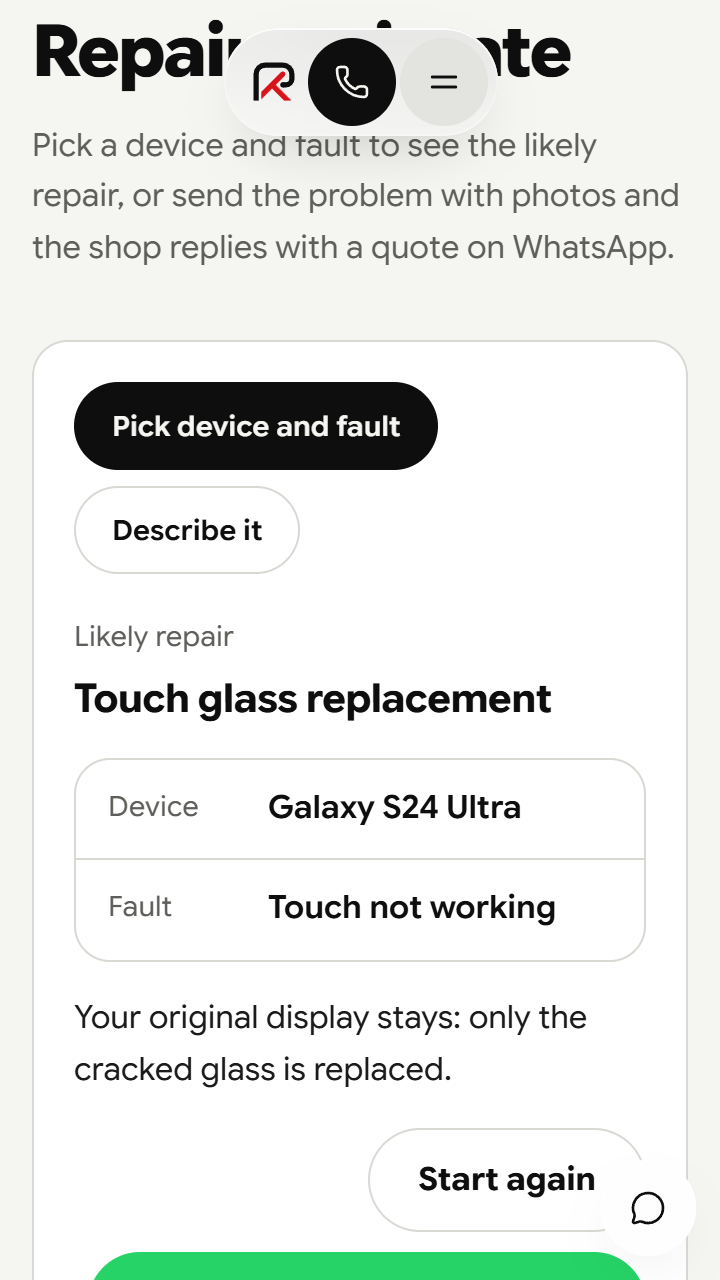 Pick a device and fault to see the likely
repair, or send the problem with photos and
the shop replies with a quote on WhatsApp.
Pick device and fault
Describe it
Likely repair
Touch glass replacement
Device Galaxy S24 Ultra
Fault Touch not working
Your original display stays: only the
cracked glass is replaced.
Start again